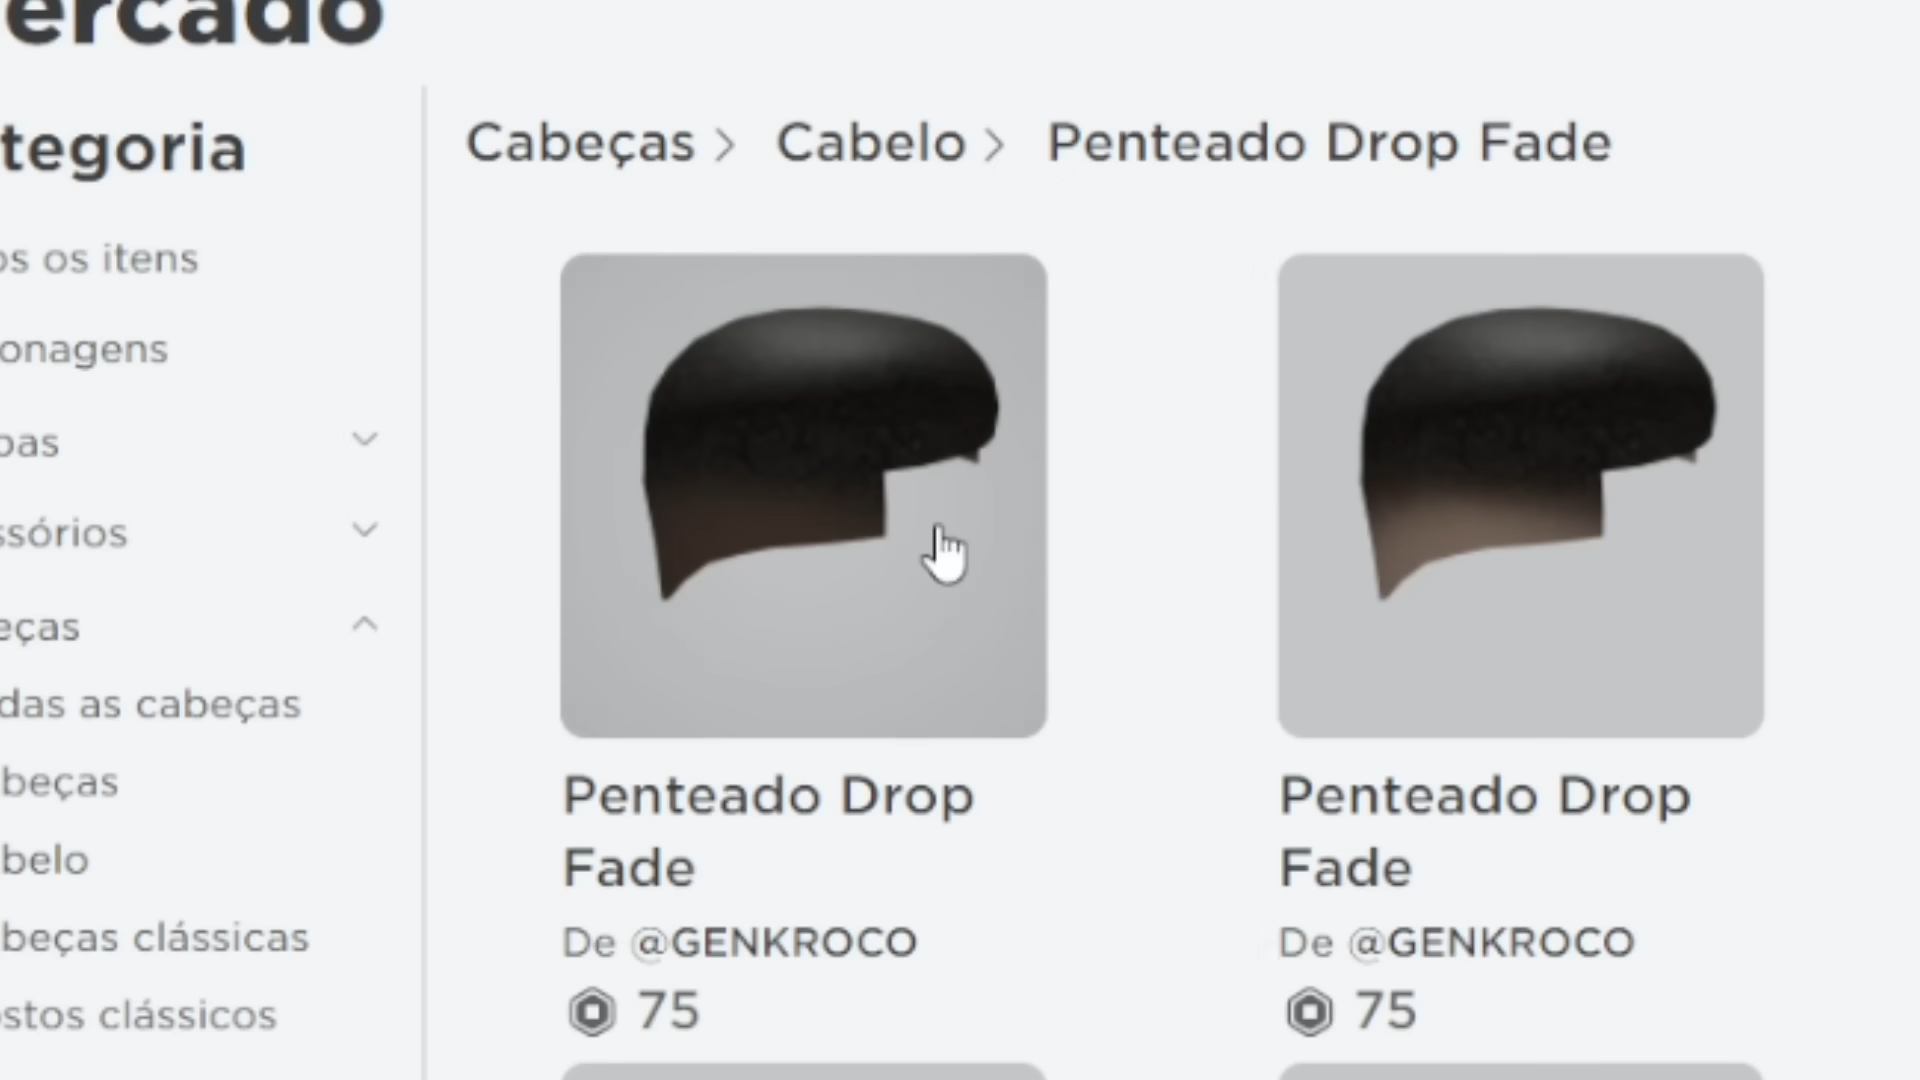 ercado
tegoria
os os itens
onagens
pas
ssórios
eças
das as cabeças
beças
belo
beças clássicas
ostos clássicos
Cabeças > Cabelo > Penteado Drop Fade
Penteado Drop
Fade
De @GENKROCO
75
Penteado Drop
Fade
De @GENKROCO
75